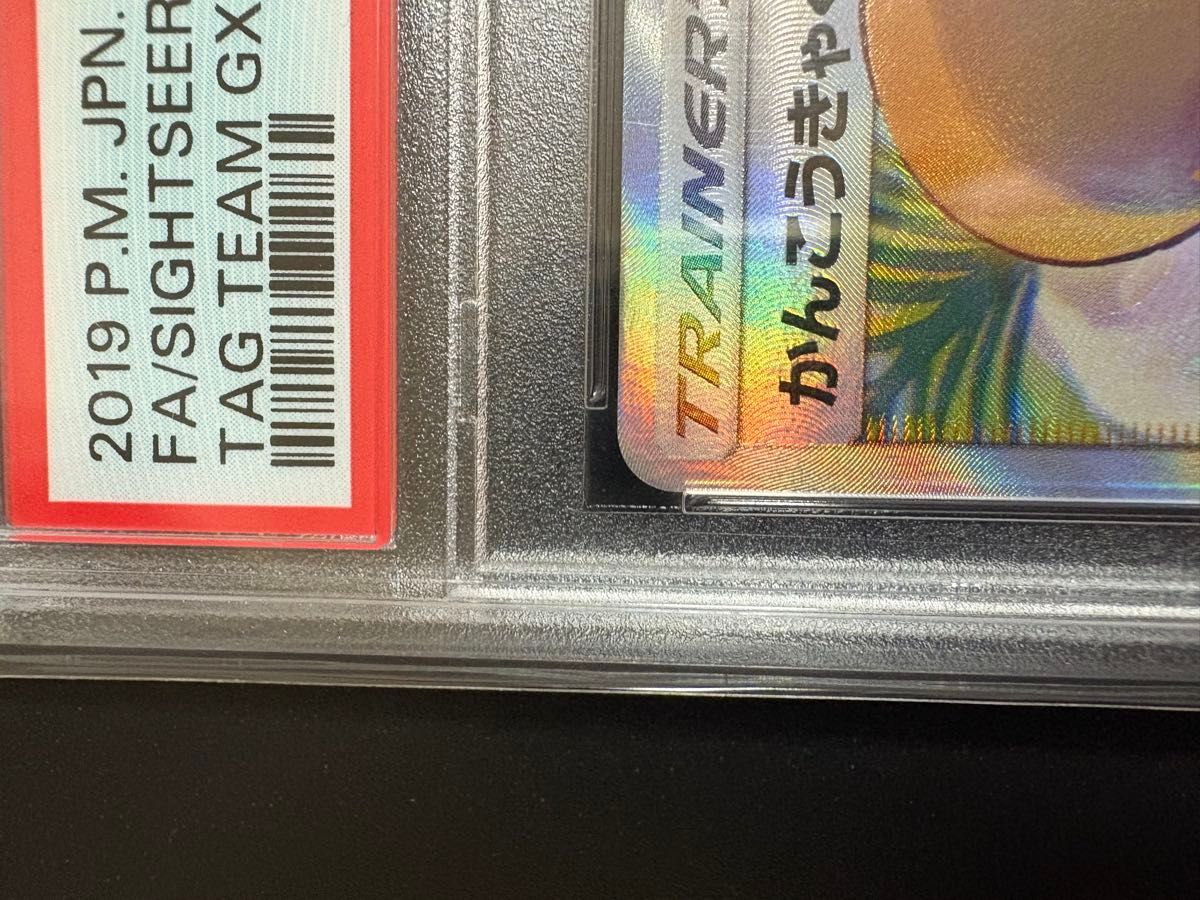 2019 P.M. JPN.
FA/SIGHTSEER
TAG TEAM GX
TRAINER
かんこうきゃく